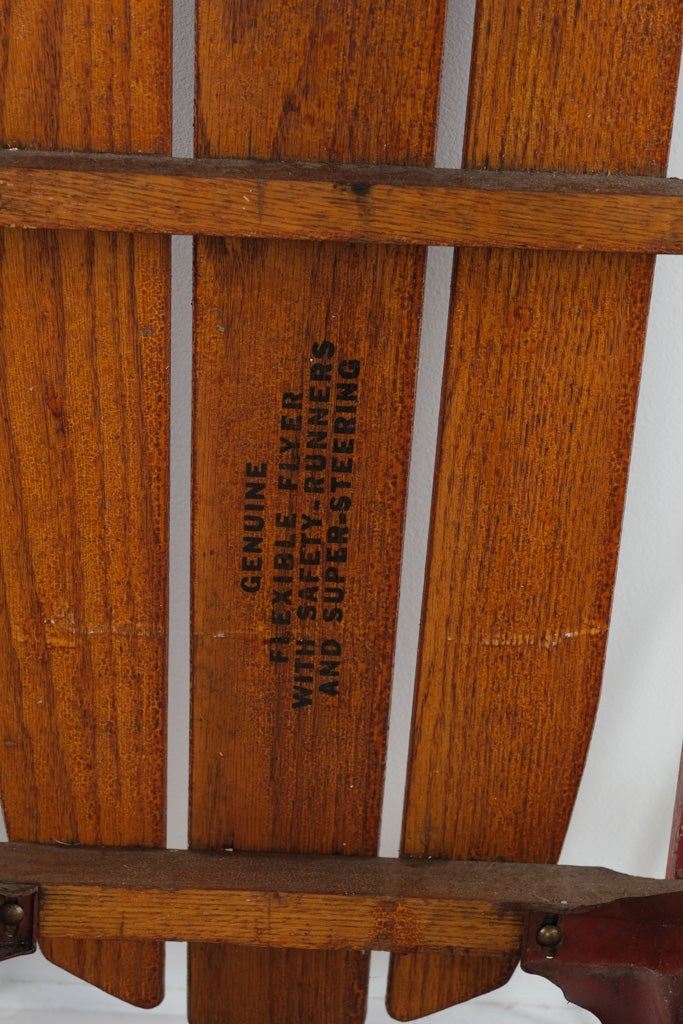 GENUINE
FLEXIBLE FLYER
WITH SAFETY-RUNNERS
AND SUPER-STEERING